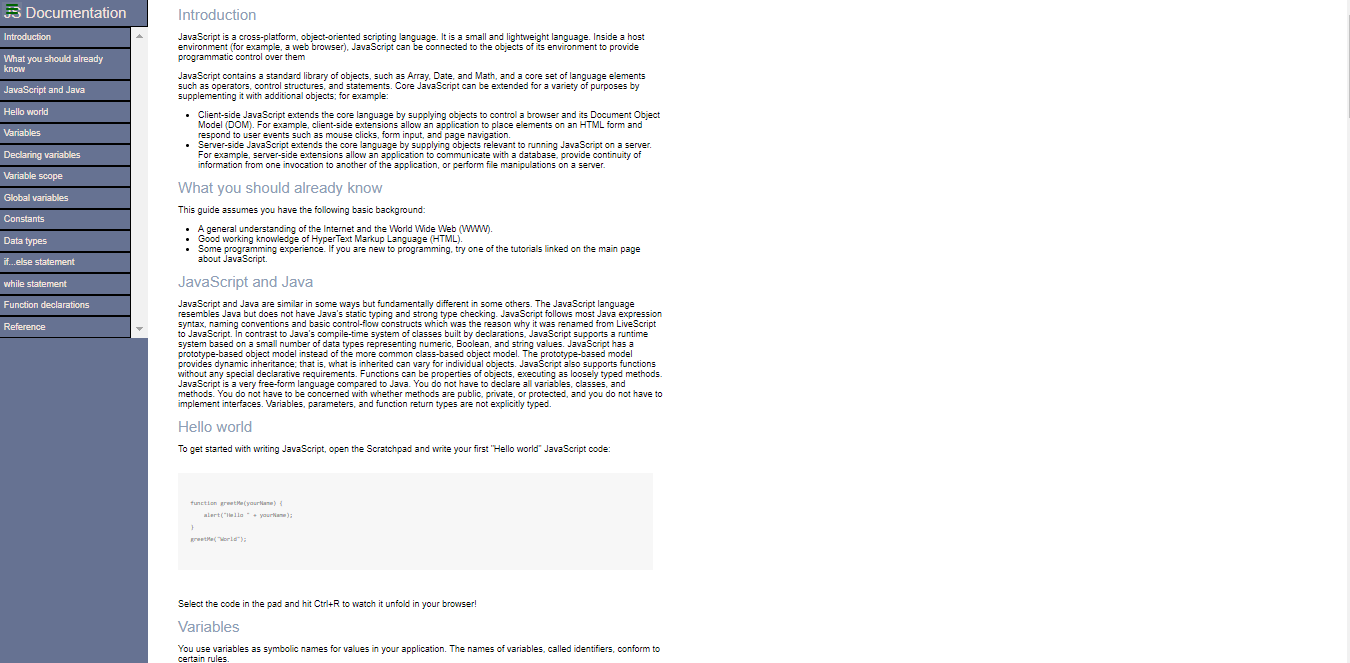 JS Documentation
Introduction
What you should already
know
JavaScript and Java
Hello world
Variables
Declaring variables
Variable scope
Global variables
Constants
Data types
if...else statement
while statement
Function declarations
Reference
Introduction
JavaScript is a cross-platform, object-oriented scripting language. It is a small and lightweight language. Inside a host
environment (for example, a web browser), JavaScript can be connected to the objects of its environment to provide
programmatic control over them
JavaScript contains a standard library of objects, such as Array, Date, and Math, and a core set of language elements
such as operators, control structures, and statements. Core JavaScript can be extended for a variety of purposes by
supplementing it with additional objects; for example:
• Client-side JavaScript extends the core language by supplying objects to control a browser and its Document Object
Model (DOM). For example, client-side extensions allow an application to place elements on an HTML form and
respond to user events such as mouse clicks, form input, and page navigation.
• Server-side JavaScript extends the core language by supplying objects relevant to running JavaScript on a server.
For example, server-side extensions allow an application to communicate with a database, provide continuity of
information from one invocation to another of the application, or perform file manipulations on a server.
What you should already know
This guide assumes you have the following basic background:
• A general understanding of the Internet and the World Wide Web (WWW).
• Good working knowledge of HyperText Markup Language (HTML).
• Some programming experience. If you are new to programming, try one of the tutorials linked on the main page
about JavaScript.
JavaScript and Java
JavaScript and Java are similar in some ways but fundamentally different in some others. The JavaScript language
resembles Java but does not have Java's static typing and strong type checking. JavaScript follows most Java expression
syntax, naming conventions and basic control-flow constructs which was the reason why it was renamed from LiveScript
to JavaScript. In contrast to Java's compile-time system of classes built by declarations, JavaScript supports a runtime
system based on a small number of data types representing numeric, Boolean, and string values. JavaScript has a
prototype-based object model instead of the more common class-based object model. The prototype-based model
provides dynamic inheritance; that is, what is inherited can vary for individual objects. JavaScript also supports functions
without any special declarative requirements. Functions can be properties of objects, executing as loosely typed methods.
JavaScript is a very free-form language compared to Java. You do not have to declare all variables, classes, and
methods. You do not have to be concerned with whether methods are public, private, or protected, and you do not have to
implement interfaces. Variables, parameters, and function return types are not explicitly typed.
Hello world
To get started with writing JavaScript, open the Scratchpad and write your first "Hello world" JavaScript code:
function greetMe(yourName) {
alert("Hello " + yourName);
}
greetMe("World");
Select the code in the pad and hit Ctrl+R to watch it unfold in your browser!
Variables
You use variables as symbolic names for values in your application. The names of variables, called identifiers, conform to
certain rules.